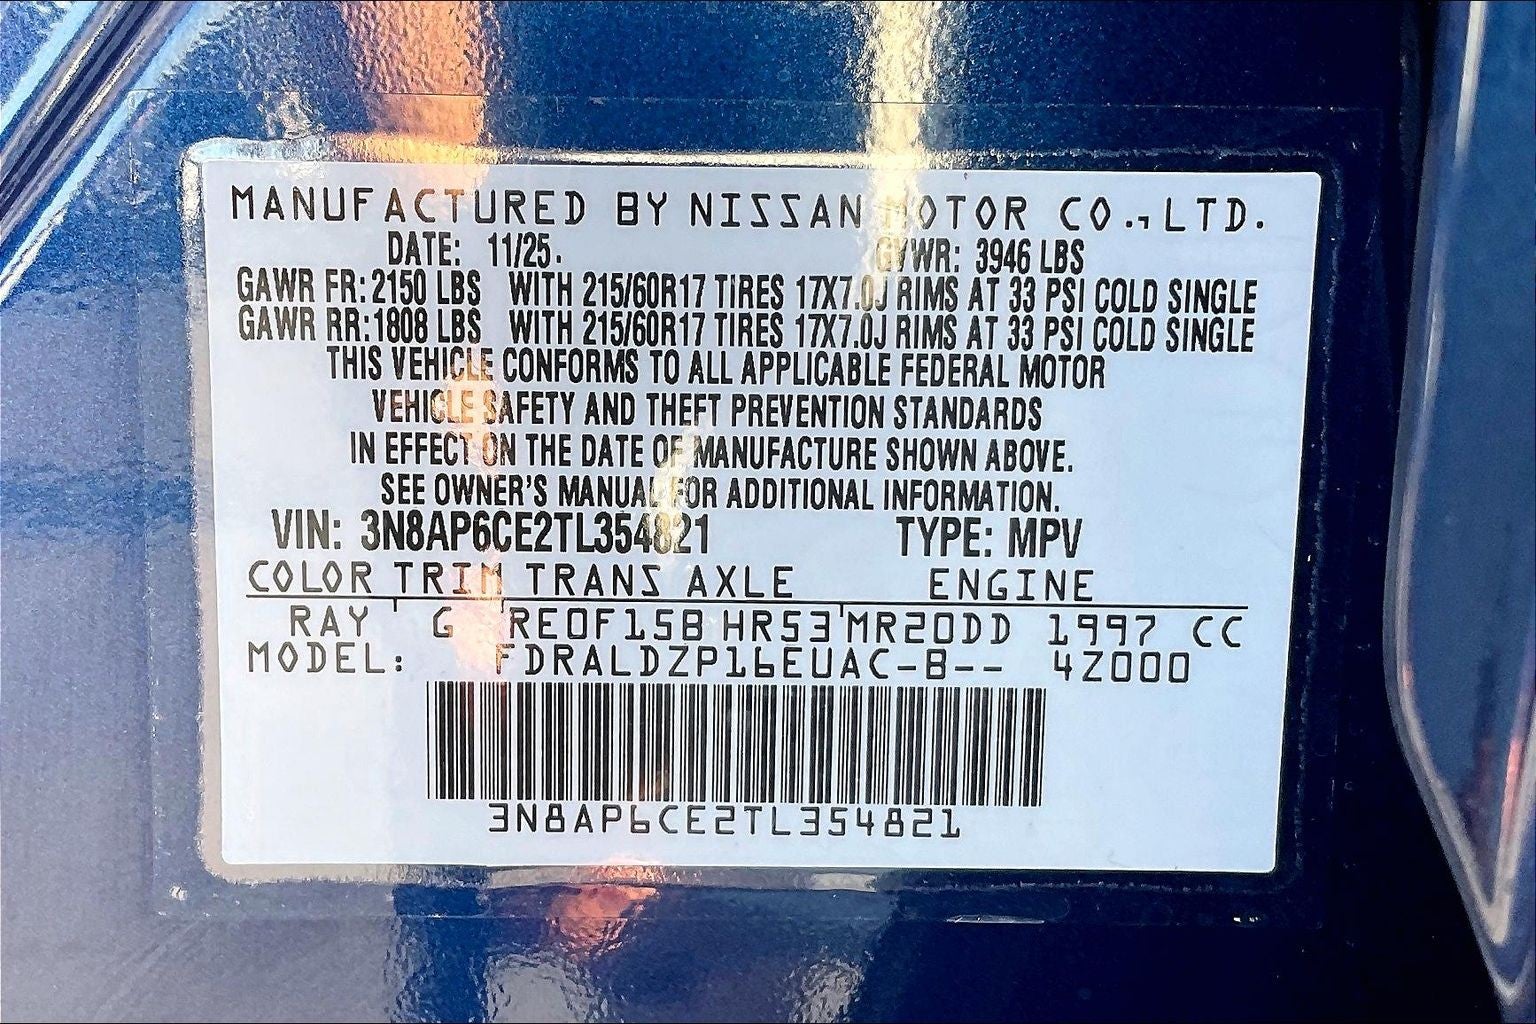 MANUFACTURED BY NISSAN MOTOR CO., LTD.
DATE: 11/25. GVWR: 3946 LBS
GAWR FR: 2150 LBS WITH 215/60R17 TIRES 17X7.0J RIMS AT 33 PSI COLD SINGLE
GAWR RR: 1808 LBS WITH 215/60R17 TIRES 17X7.0J RIMS AT 33 PSI COLD SINGLE
THIS VEHICLE CONFORMS TO ALL APPLICABLE FEDERAL MOTOR
VEHICLE SAFETY AND THEFT PREVENTION STANDARDS
IN EFFECT ON THE DATE OF MANUFACTURE SHOWN ABOVE.
SEE OWNER'S MANUAL FOR ADDITIONAL INFORMATION.
VIN: 3N8AP6CE2TL354821 TYPE: MPV
COLOR TRIM TRANS AXLE ENGINE
RAY G RE0F15B HR53 MR20DD 1997 CC
MODEL: FDRALDZP16EUAC-B-- 4Z000
3N8AP6CE2TL354821